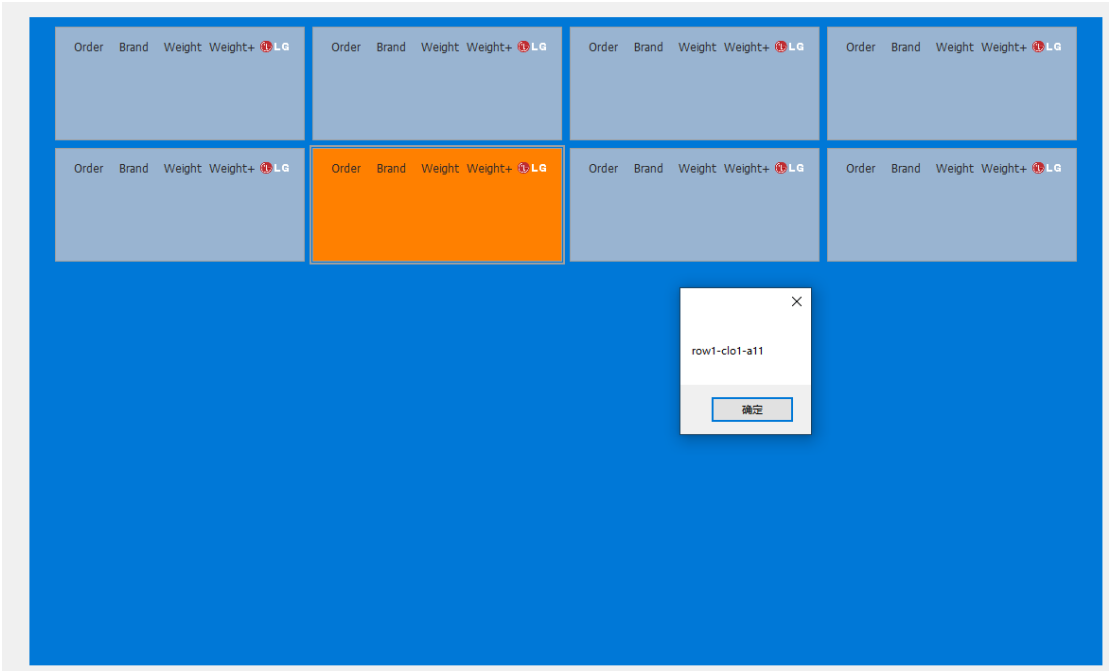 Order Brand Weight Weight+ LG Order Brand Weight Weight+ LG Order Brand Weight Weight+ LG Order Brand Weight Weight+ LG
Order Brand Weight Weight+ LG Order Brand Weight Weight+ LG Order Brand Weight Weight+ LG Order Brand Weight Weight+ LG
row1-clo1-a11
确定